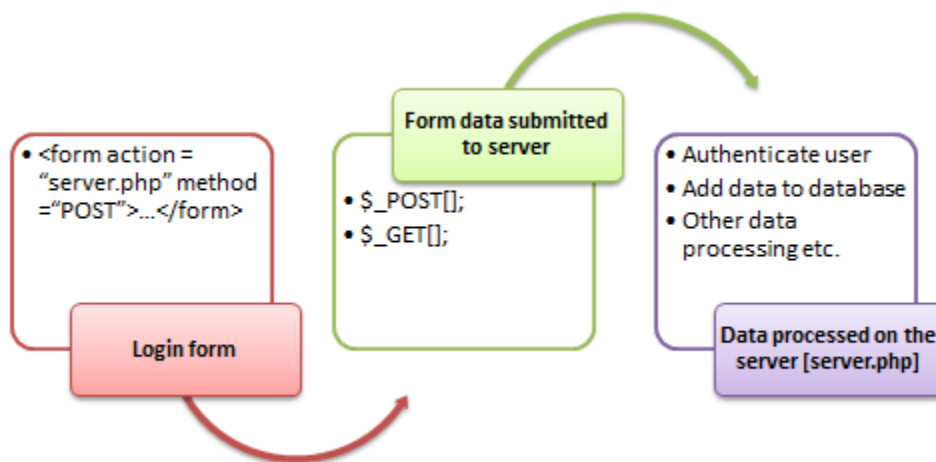 • <form action =
“server.php” method
=“POST”>...</form>
Login form
Form data submitted
to server
• $_POST[];
• $_GET[];
• Authenticate user
• Add data to database
• Other data
processing etc.
Data processed on the
server [server.php]